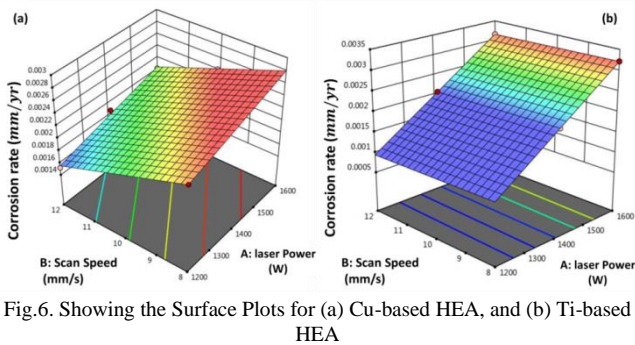 (a)
Corrosion rate (mm/yr)
0.003
0.0028
0.0026
0.0024
0.0022
0.002
0.0018
0.0016
0.0014
12
11
10
9
8
1200
1300
1400
1500
1600
B: Scan Speed
(mm/s)
A: laser Power
(W)
(b)
Corrosion rate (mm/yr)
0.0035
0.003
0.0025
0.002
0.0015
0.001
0.0005
12
11
10
9
8
1200
1300
1400
1500
1600
B: Scan Speed
(mm/s)
A: laser Power
(W)
Fig.6. Showing the Surface Plots for (a) Cu-based HEA, and (b) Ti-based
HEA